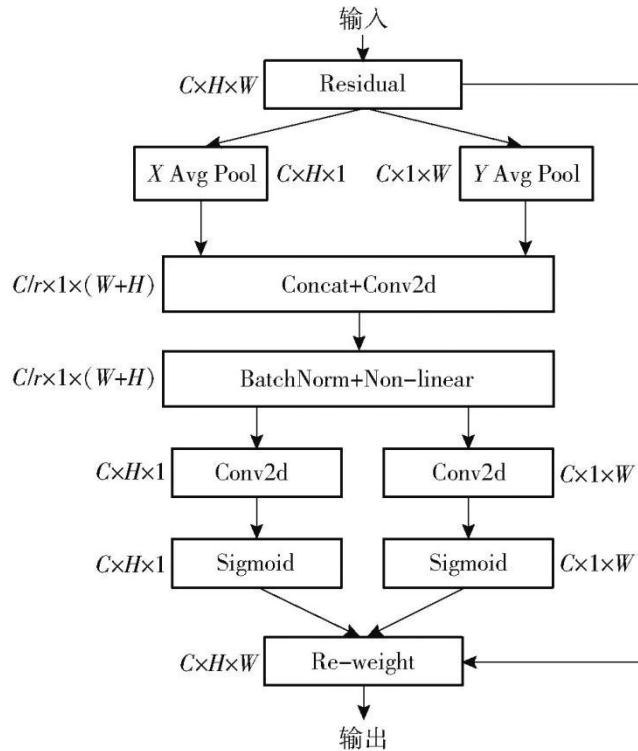 输入
C×H×W Residual
X Avg Pool C×H×1 C×1×W Y Avg Pool
C/r×1×(W+H) Concat+Conv2d
C/r×1×(W+H) BatchNorm+Non-linear
C×H×1 Conv2d Conv2d C×1×W
C×H×1 Sigmoid Sigmoid C×1×W
C×H×W Re-weight
输出